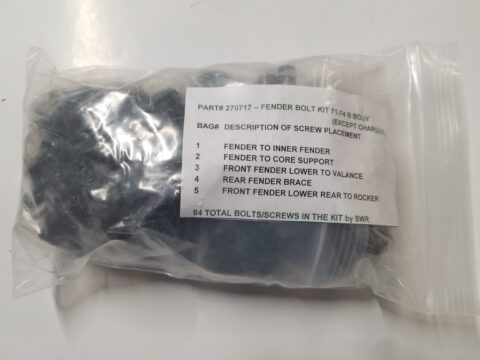 PART# 270717 – FENDER BOLT KIT 71-74 B BODY
(EXCEPT CHARGER)
BAG# DESCRIPTION OF SCREW PLACEMENT
1 FENDER TO INNER FENDER
2 FENDER TO CORE SUPPORT
3 FRONT FENDER LOWER TO VALANCE
4 REAR FENDER BRACE
5 FRONT FENDER LOWER REAR TO ROCKER
84 TOTAL BOLTS/SCREWS IN THE KIT by SWR